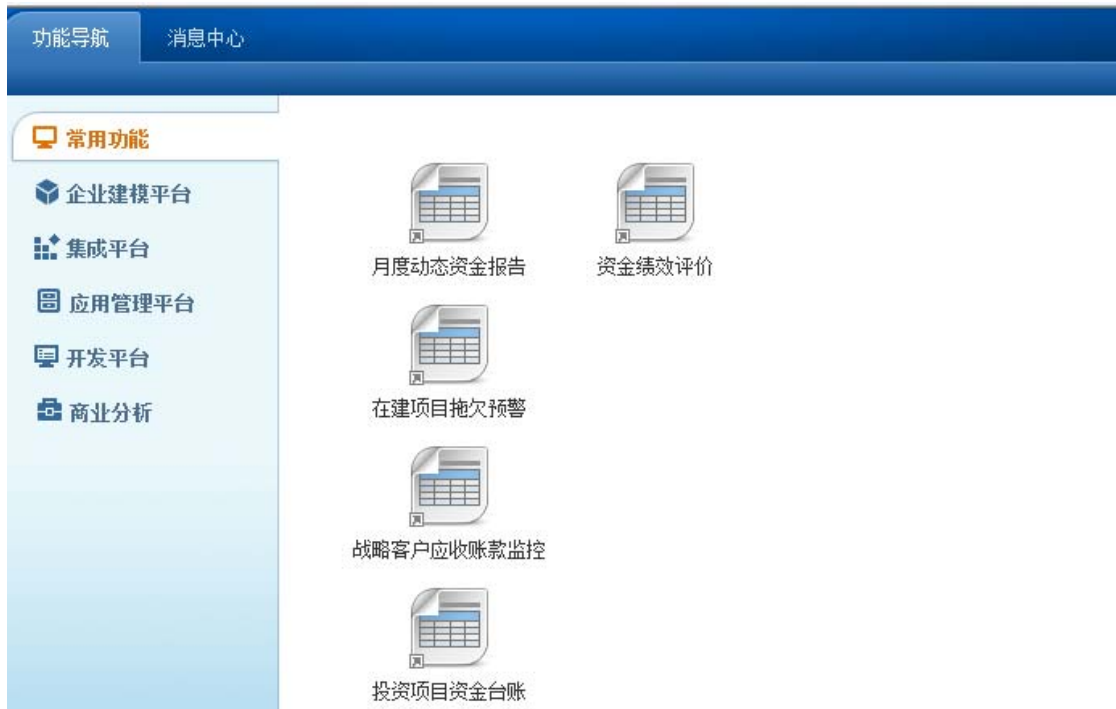 功能导航 消息中心
常用功能
企业建模平台
集成平台
应用管理平台
开发平台
商业分析
月度动态资金报告 资金绩效评价
在建项目拖欠预警
战略客户应收账款监控
投资项目资金台账